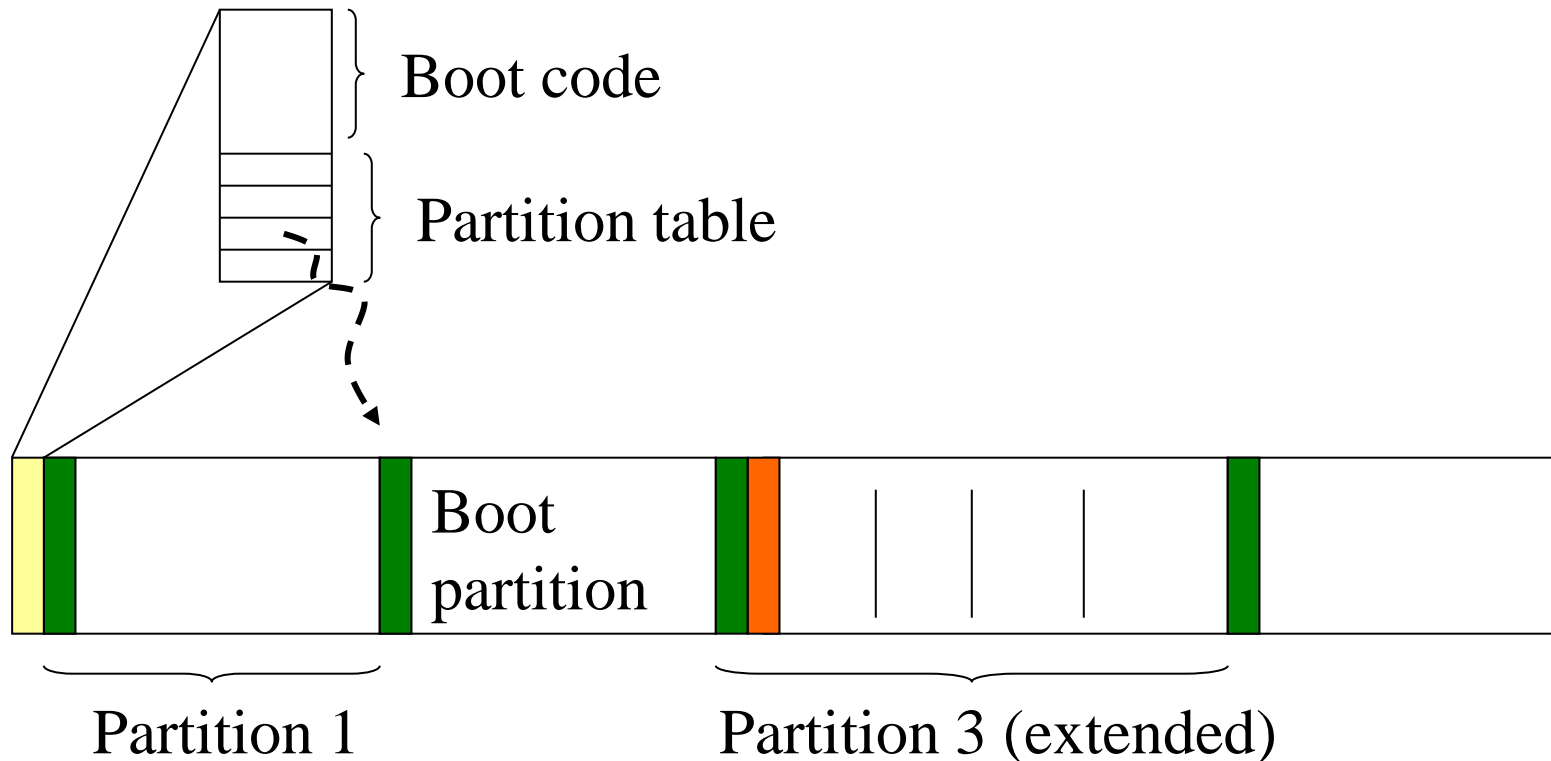 Boot code
Partition table
Boot
partition
Partition 1
Partition 3 (extended)